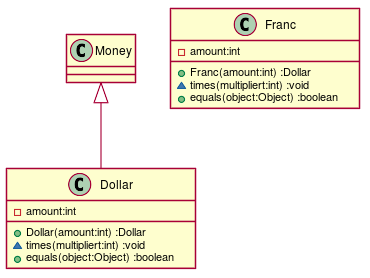 C Money
C Franc
amount:int
Franc(amount:int) :Dollar
times(multipliert:int) :void
equals(object:Object) :boolean
C Dollar
amount:int
Dollar(amount:int) :Dollar
times(multipliert:int) :void
equals(object:Object) :boolean